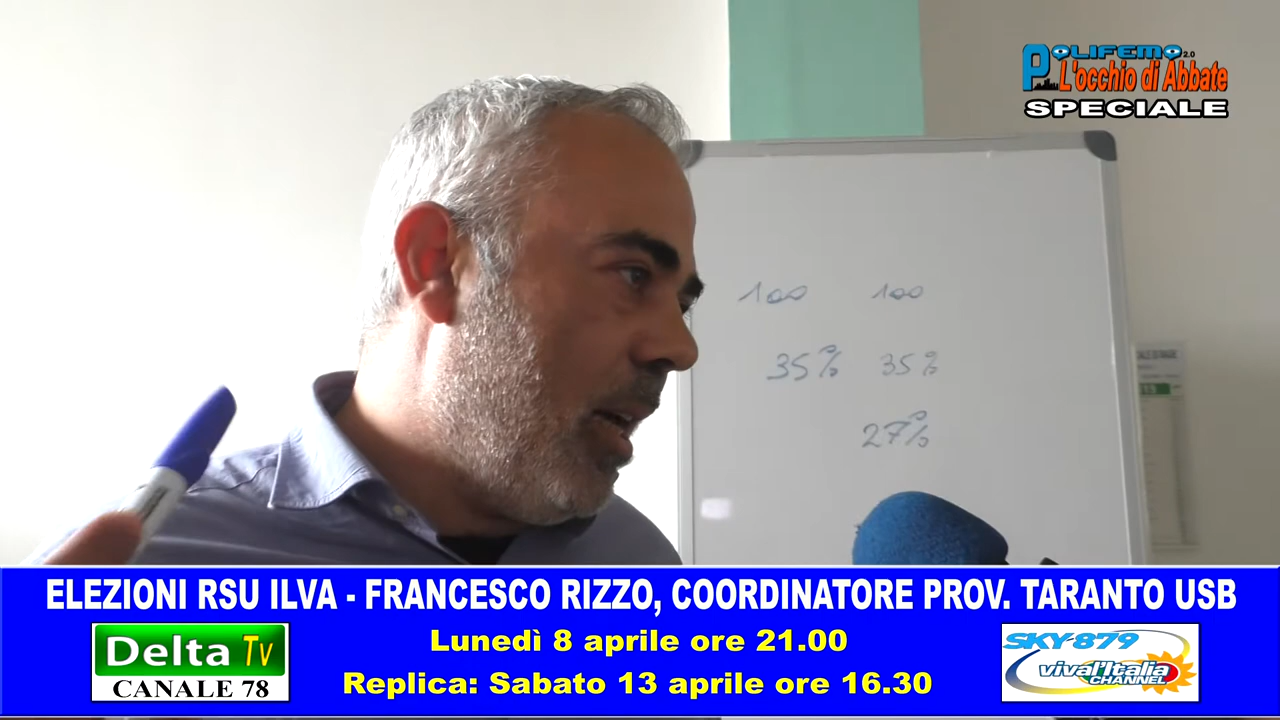 POLIFEMO 2.0
L'occhio di Abbate
SPECIALE
100 100
35% 35%
27%
ELEZIONI RSU ILVA - FRANCESCO RIZZO, COORDINATORE PROV. TARANTO USB
Delta Tv
CANALE 78
Lunedì 8 aprile ore 21.00
Replica: Sabato 13 aprile ore 16.30
SKY-879
viva l'Italia
CHANNEL